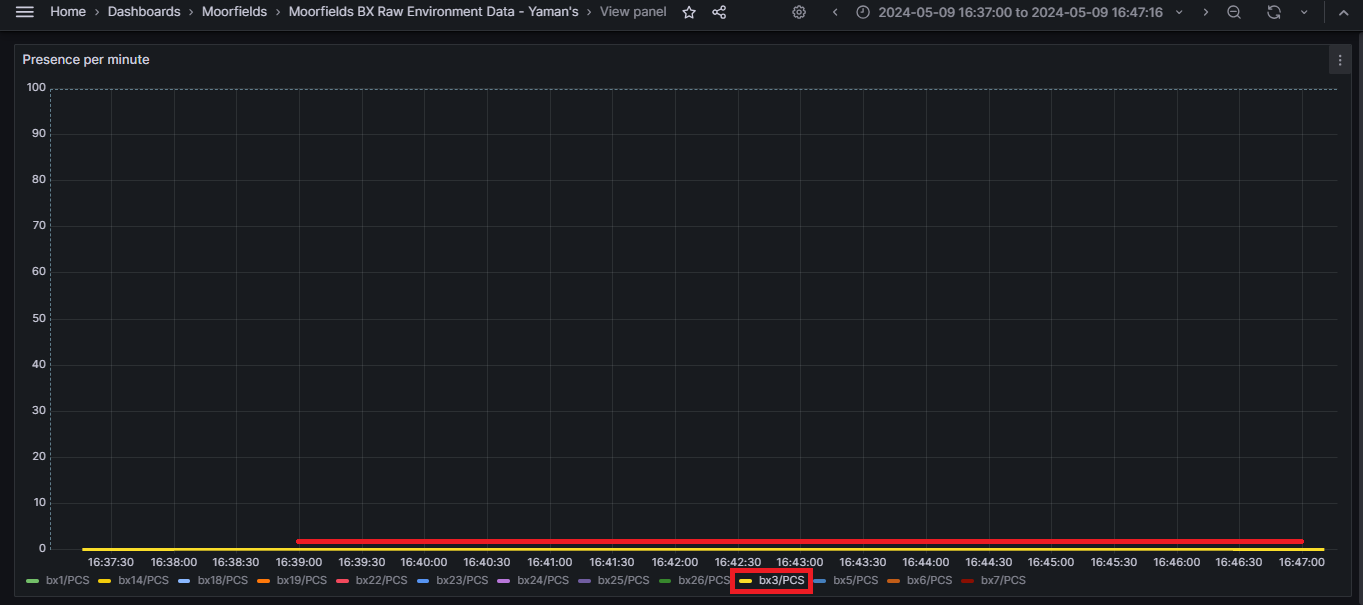 Home › Dashboards › Moorfields › Moorfields BX Raw Environment Data - Yaman's › View panel 2024-05-09 16:37:00 to 2024-05-09 16:47:16
Presence per minute
100
90
80
70
60
50
40
30
20
10
0
16:37:30 16:38:00 16:38:30 16:39:00 16:39:30 16:40:00 16:40:30 16:41:00 16:41:30 16:42:00 16:42:30 16:43:00 16:43:30 16:44:00 16:44:30 16:45:00 16:45:30 16:46:00 16:46:30 16:47:00
bx1/PCS bx14/PCS bx18/PCS bx19/PCS bx22/PCS bx23/PCS bx24/PCS bx25/PCS bx26/PCS bx3/PCS bx5/PCS bx6/PCS bx7/PCS